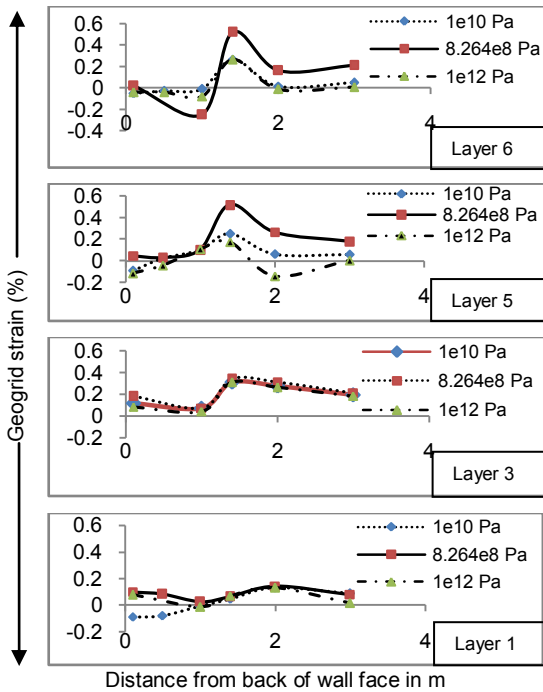 Geogrid strain (%)
0.6
0.4
0.2
0
-0.2
-0.4
0
2
4
1e10 Pa
8.264e8 Pa
1e12 Pa
Layer 6
0.6
0.4
0.2
0
-0.2
0
2
4
1e10 Pa
8.264e8 Pa
1e12 Pa
Layer 5
0.6
0.4
0.2
0
-0.2
0
2
4
1e10 Pa
8.264e8 Pa
1e12 Pa
Layer 3
0.6
0.4
0.2
0
-0.2
0
2
4
1e10 Pa
8.264e8 Pa
1e12 Pa
Layer 1
Distance from back of wall face in m